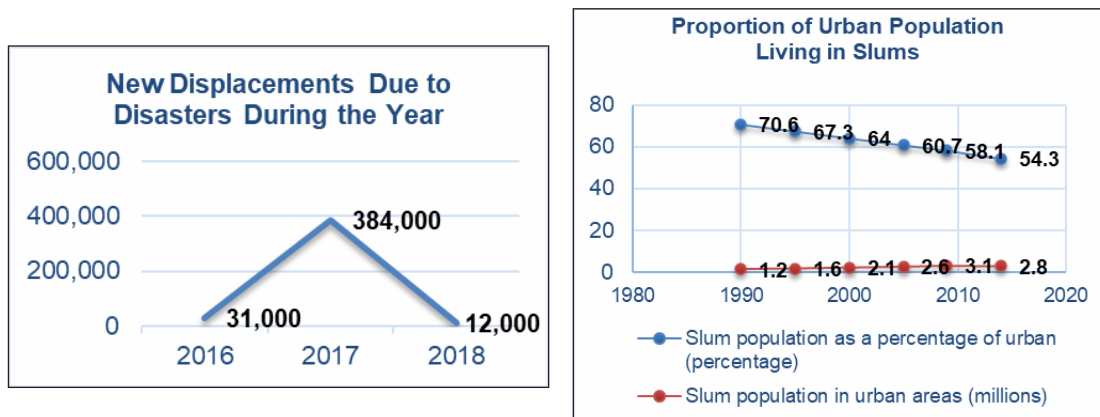 New Displacements Due to
Disasters During the Year
600,000
400,000
200,000
0
384,000
31,000
12,000
2016 2017 2018
Proportion of Urban Population
Living in Slums
80
60
40
20
0
70.6 67.3 64 60.7 58.1 54.3
1.2 1.6 2.1 2.6 3.1 2.8
1980 1990 2000 2010 2020
Slum population as a percentage of urban
(percentage)
Slum population in urban areas (millions)